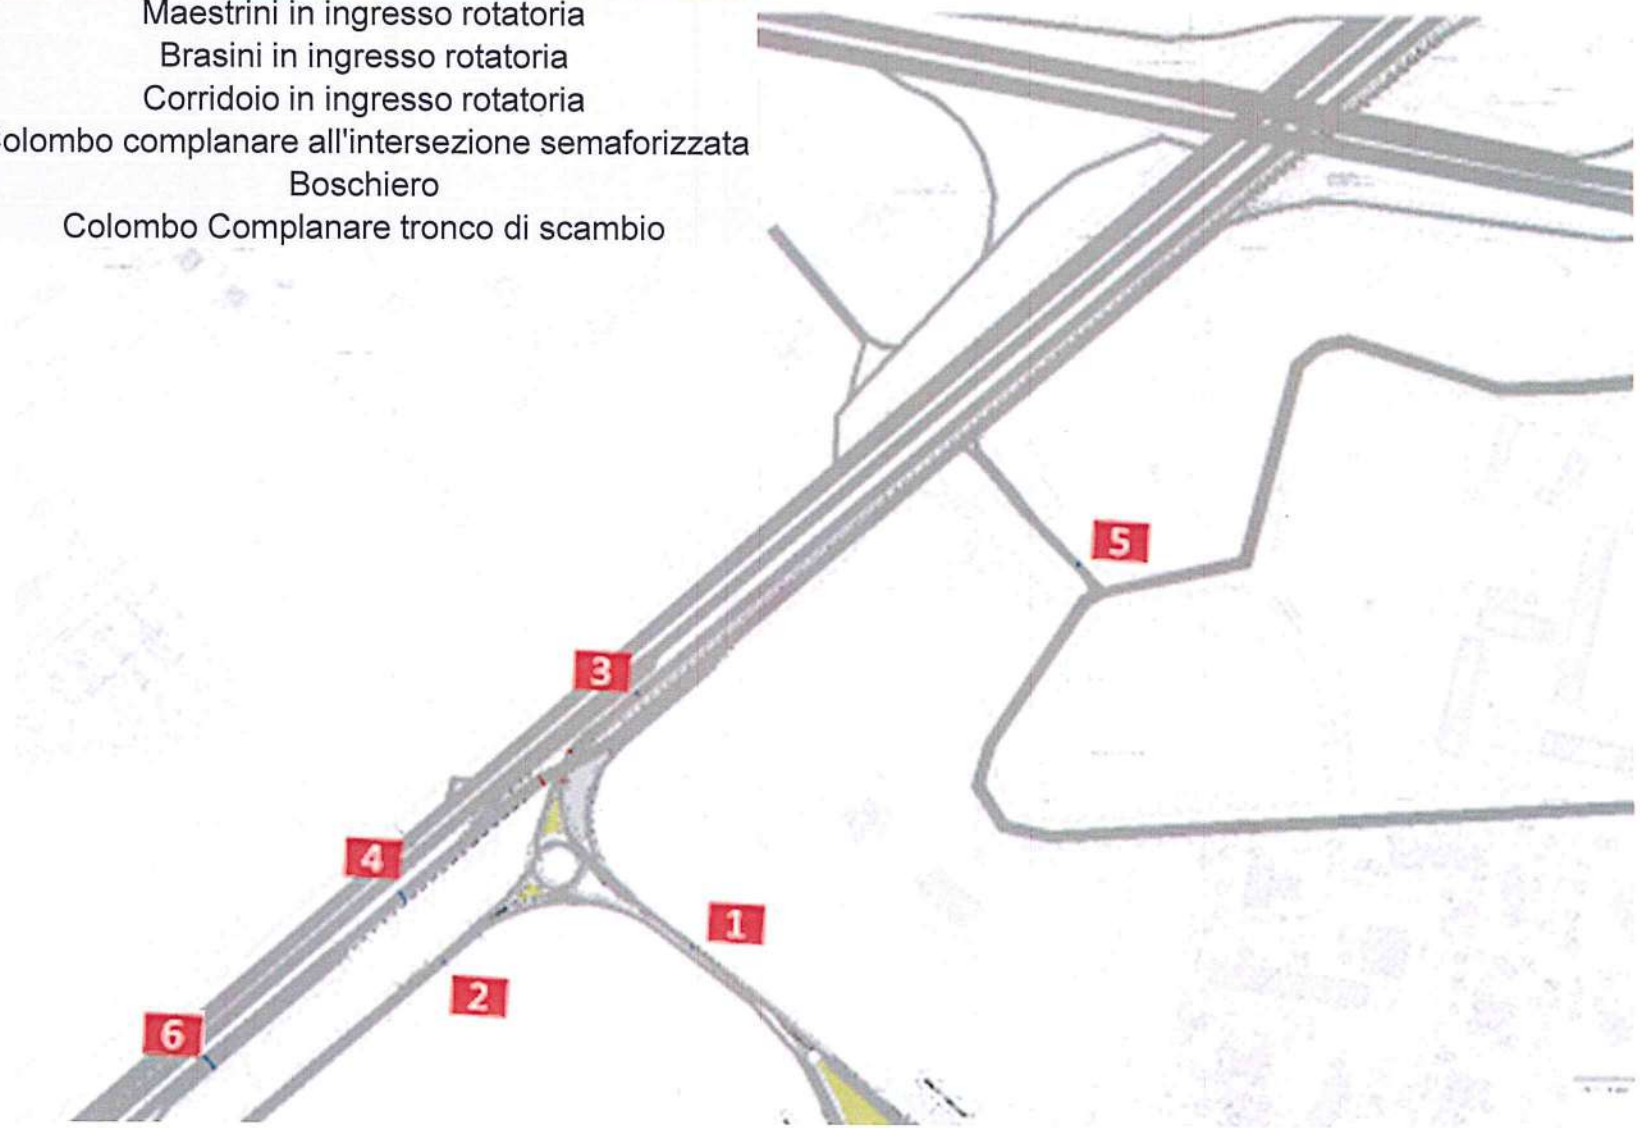 Maestrini in ingresso rotatoria
Brasini in ingresso rotatoria
Corridoio in ingresso rotatoria
olombo complanare all'intersezione semaforizzata
Boschiero
Colombo Complanare tronco di scambio
5
3
4
1
2
6